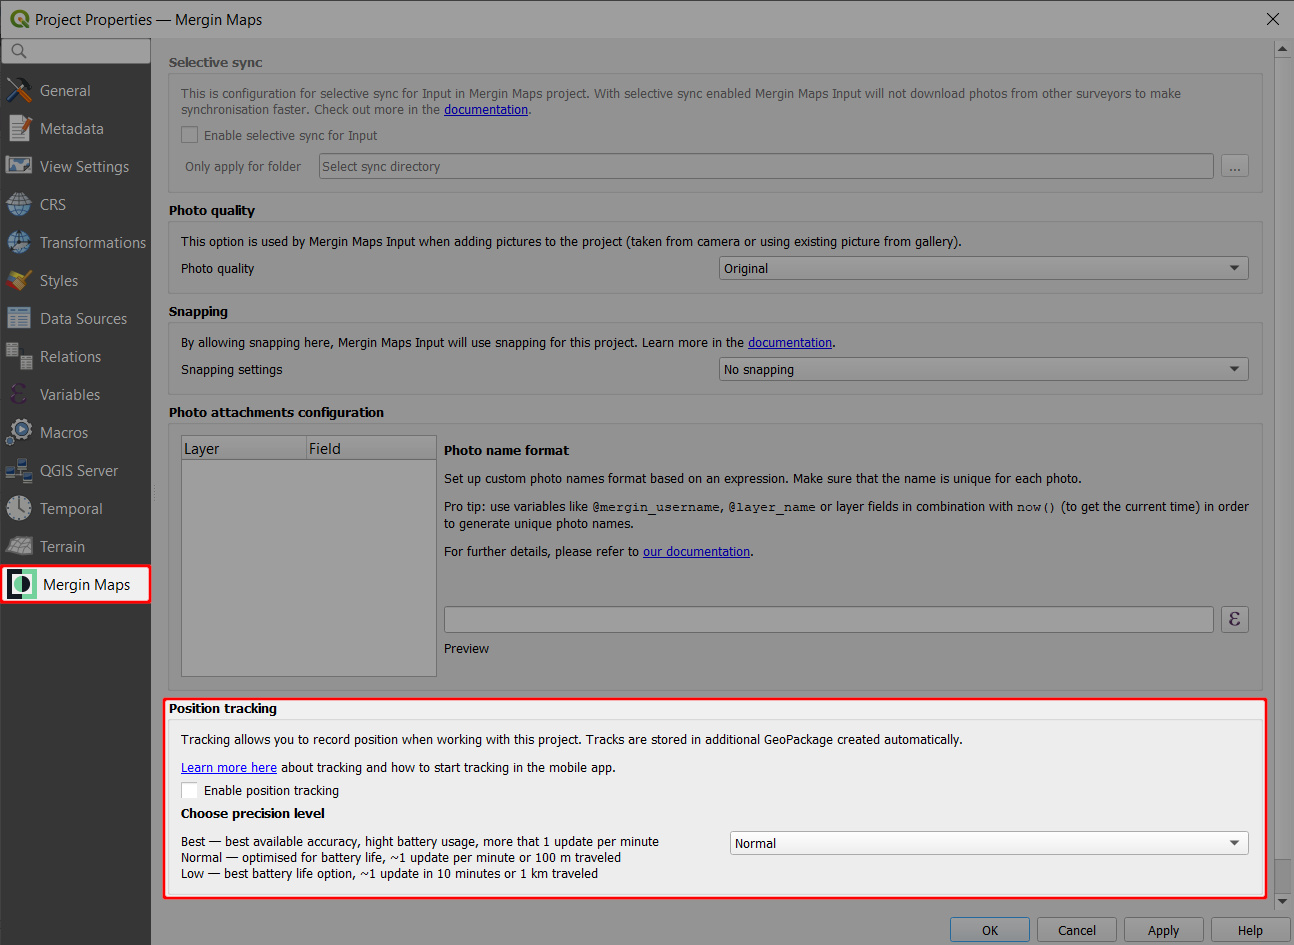 Project Properties — Mergin Maps
General
Metadata
View Settings
CRS
Transformations
Styles
Data Sources
Relations
Variables
Macros
QGIS Server
Temporal
Terrain
Mergin Maps
Selective sync
This is configuration for selective sync for Input in Mergin Maps project. With selective sync enabled Mergin Maps Input will not download photos from other surveyors to make
synchronisation faster. Check out more in the documentation.
Enable selective sync for Input
Only apply for folder
Select sync directory
...
Photo quality
This option is used by Mergin Maps Input when adding pictures to the project (taken from camera or using existing picture from gallery).
Photo quality
Original
Snapping
By allowing snapping here, Mergin Maps Input will use snapping for this project. Learn more in the documentation.
Snapping settings
No snapping
Photo attachments configuration
Layer
Field
Photo name format
Set up custom photo names format based on an expression. Make sure that the name is unique for each photo.
Pro tip: use variables like @mergin_username, @layer_name or layer fields in combination with now() (to get the current time) in order
to generate unique photo names.
For further details, please refer to our documentation.
ε
Preview
Position tracking
Tracking allows you to record position when working with this project. Tracks are stored in additional GeoPackage created automatically.
Learn more here about tracking and how to start tracking in the mobile app.
Enable position tracking
Choose precision level
Best — best available accuracy, hight battery usage, more that 1 update per minute
Normal — optimised for battery life, ~1 update per minute or 100 m traveled
Low — best battery life option, ~1 update in 10 minutes or 1 km traveled
Normal
OK
Cancel
Apply
Help